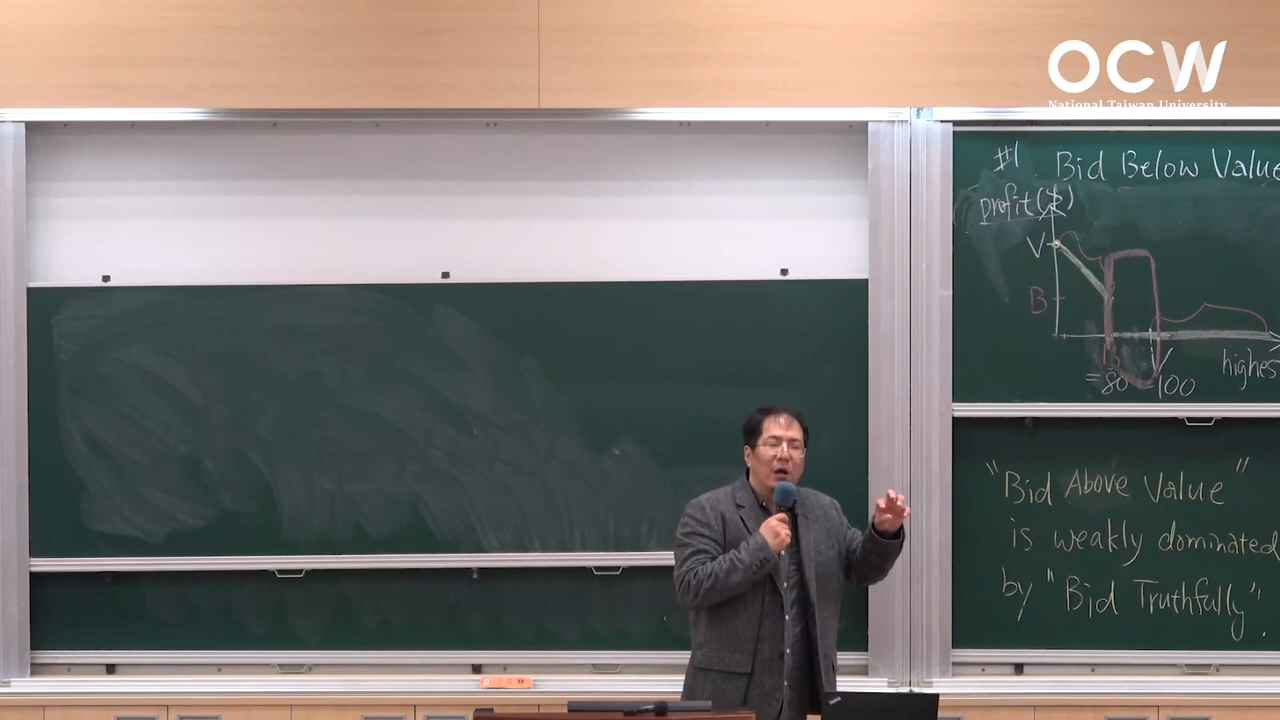 OCW
National Taiwan University
#1 Bid Below Value
profit($)
V
B
B V
= 80 100
highes
"Bid Above Value"
is weakly dominated
by "Bid Truthfully".